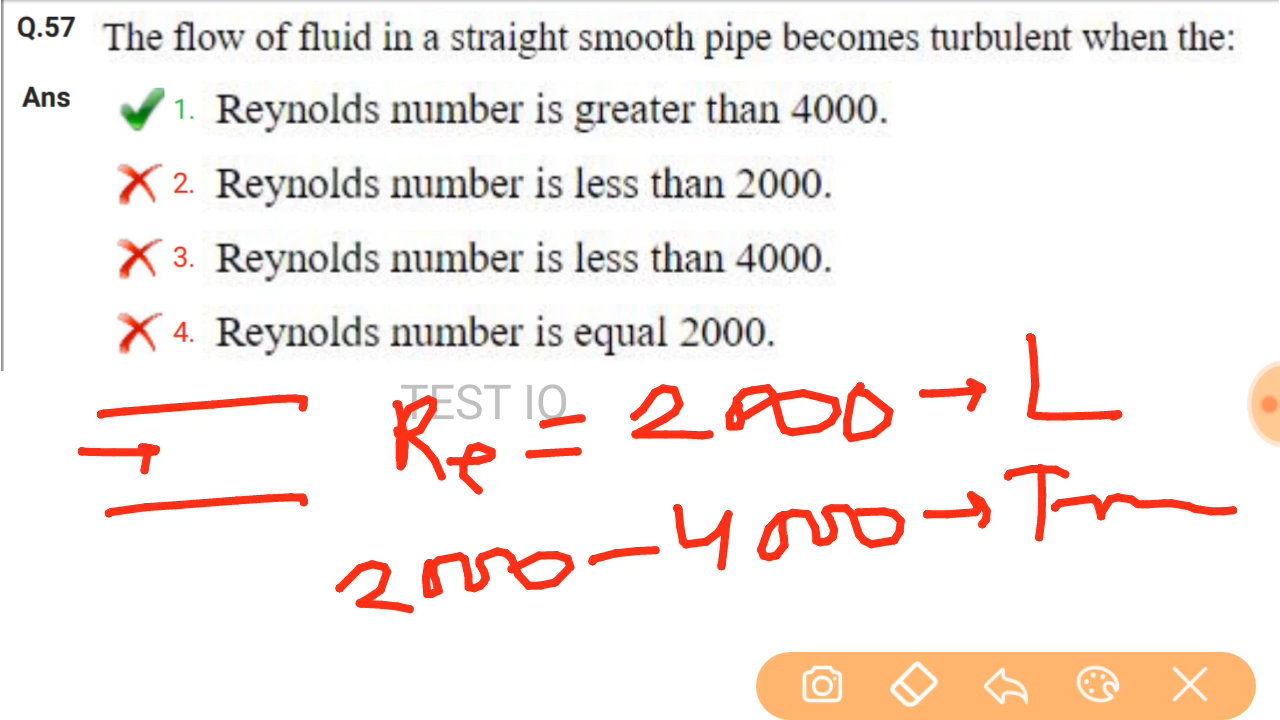 Q.57 The flow of fluid in a straight smooth pipe becomes turbulent when the:
Ans 1. Reynolds number is greater than 4000.
2. Reynolds number is less than 2000.
3. Reynolds number is less than 4000.
4. Reynolds number is equal 2000.
TEST IQ
Re = 2000 → L
2000 - 4000 →